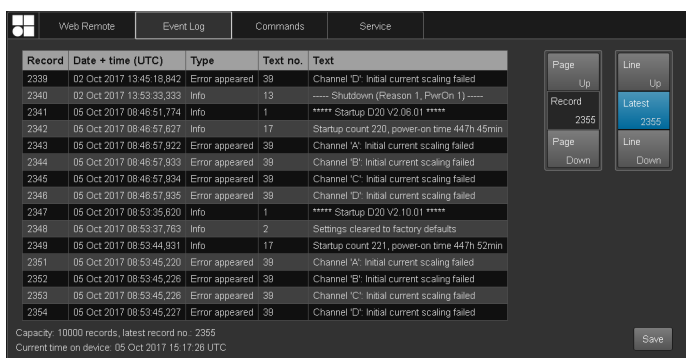 Web Remote Event Log Commands Service
Record Date + time (UTC) Type Text no. Text
2339 02 Oct 2017 13:45:18,842 Error appeared 39 Channel 'D': Initial current scaling failed
2340 02 Oct 2017 13:53:33,333 Info 13 ----- Shutdown (Reason 1, PwrOn 1) -----
2341 05 Oct 2017 08:46:51,774 Info 1 ***** Startup D20 V2.06.01 *****
2342 05 Oct 2017 08:46:57,627 Info 17 Startup count 220, power-on time 447h 45min
2343 05 Oct 2017 08:46:57,922 Error appeared 39 Channel 'A': Initial current scaling failed
2344 05 Oct 2017 08:46:57,933 Error appeared 39 Channel 'B': Initial current scaling failed
2345 05 Oct 2017 08:46:57,934 Error appeared 39 Channel 'C': Initial current scaling failed
2346 05 Oct 2017 08:46:57,935 Error appeared 39 Channel 'D': Initial current scaling failed
2347 05 Oct 2017 08:53:35,620 Info 1 ***** Startup D20 V2.10.01 *****
2348 05 Oct 2017 08:53:37,763 Info 2 Settings cleared to factory defaults
2349 05 Oct 2017 08:53:44,931 Info 17 Startup count 221, power-on time 447h 52min
2351 05 Oct 2017 08:53:45,220 Error appeared 39 Channel 'A': Initial current scaling failed
2352 05 Oct 2017 08:53:45,226 Error appeared 39 Channel 'B': Initial current scaling failed
2353 05 Oct 2017 08:53:45,226 Error appeared 39 Channel 'C': Initial current scaling failed
2354 05 Oct 2017 08:53:45,227 Error appeared 39 Channel 'D': Initial current scaling failed
Page Up
Record 2355
Page Down
Line Up
Latest 2355
Line Down
Capacity: 10000 records, latest record no.: 2355
Current time on device: 05 Oct 2017 15:17:26 UTC
Save